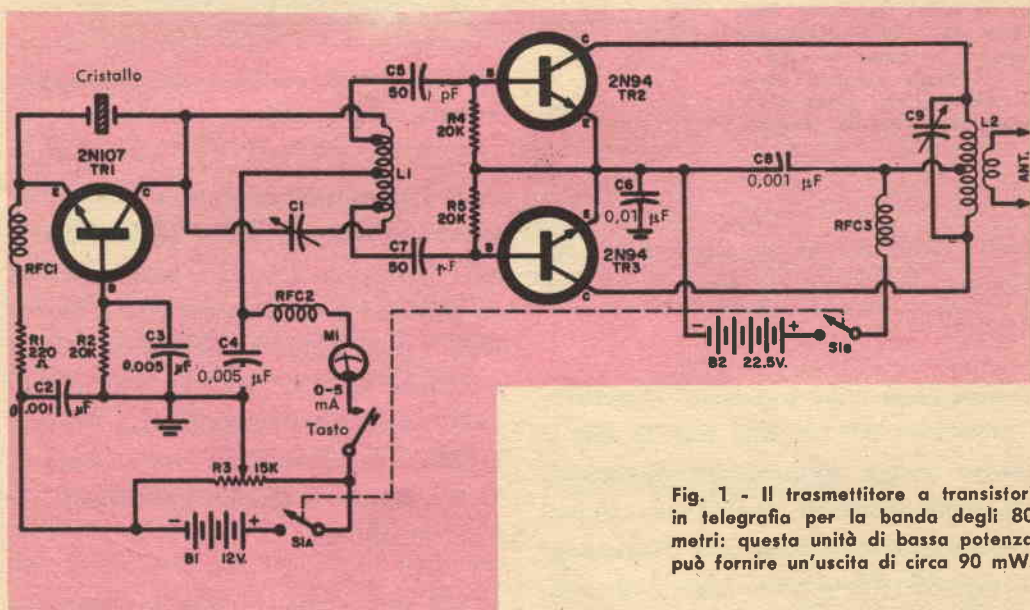 Cristallo
2N107
TR1
E
C
B
RFC1
R1
220
Ω
R2
20K
C2
0,001 μF
C3
0,005 μF
C1
C4
0,005 μF
RFC2
M1
0-5
mA
Tasto
R3 15K
B1 12V.
- +
S1A
C5
50 pF
L1
C7
50 μF
R4
20K
R5
20K
B
C
E
2N94
TR2
C6
0,01 μF
B
E
C
2N94
TR3
C8
0,001 μF
C9
L2
ANT.
RFC3
- +
S1B
B2 22.5V.
Fig. 1 - Il trasmettitore a transistor
in telegrafia per la banda degli 80
metri: questa unità di bassa potenza
può fornire un'uscita di circa 90 mW